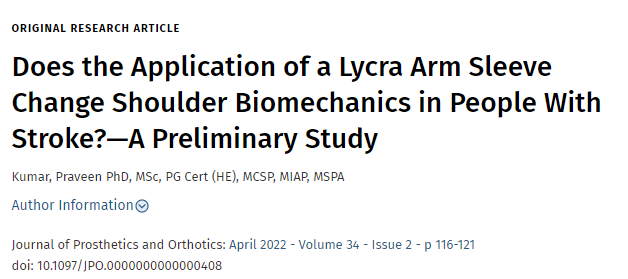 ORIGINAL RESEARCH ARTICLE
Does the Application of a Lycra Arm Sleeve
Change Shoulder Biomechanics in People With
Stroke?—A Preliminary Study
Kumar, Praveen PhD, MSc, PG Cert (HE), MCSP, MIAP, MSPA
Author Information
Journal of Prosthetics and Orthotics: April 2022 - Volume 34 - Issue 2 - p 116-121
doi: 10.1097/JPO.0000000000000408